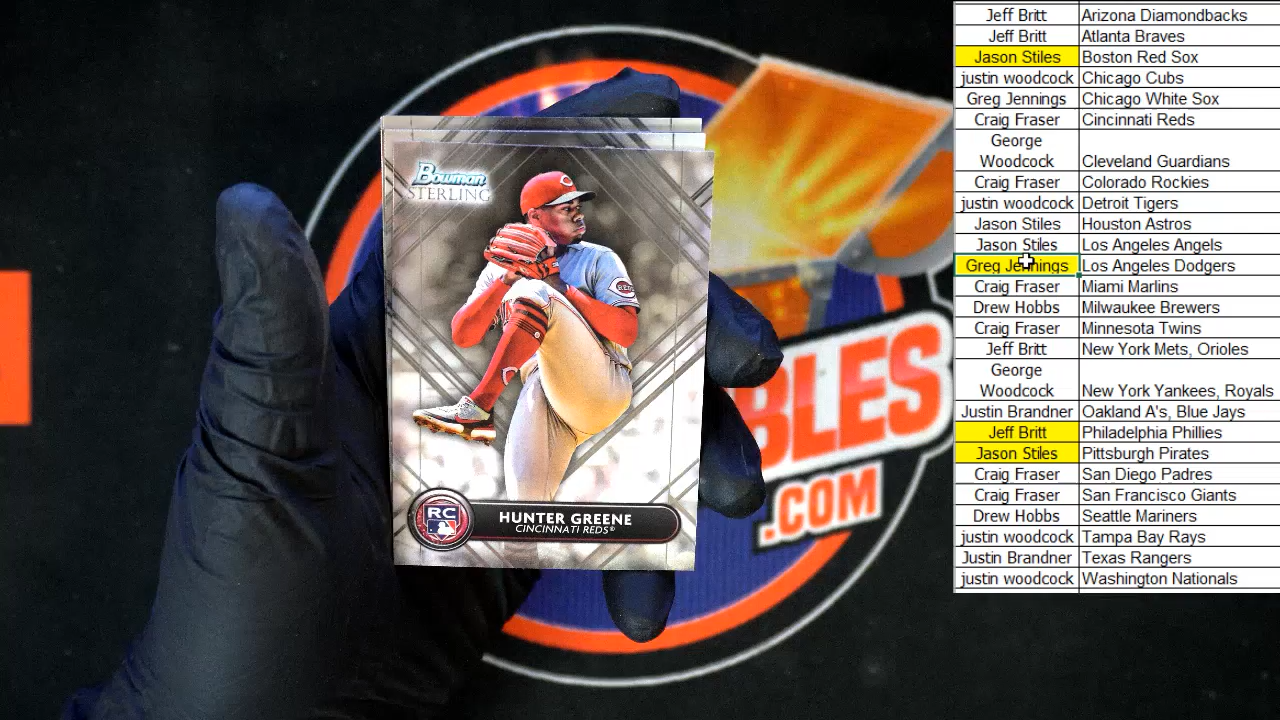 Bowman
STERLING
REDS
RC
HUNTER GREENE
CINCINNATI REDS®
BLES
.COM
Jeff Britt Arizona Diamondbacks
Jeff Britt Atlanta Braves
Jason Stiles Boston Red Sox
justin woodcock Chicago Cubs
Greg Jennings Chicago White Sox
Craig Fraser Cincinnati Reds
George
Woodcock Cleveland Guardians
Craig Fraser Colorado Rockies
justin woodcock Detroit Tigers
Jason Stiles Houston Astros
Jason Stiles Los Angeles Angels
Greg Jennings Los Angeles Dodgers
Craig Fraser Miami Marlins
Drew Hobbs Milwaukee Brewers
Craig Fraser Minnesota Twins
Jeff Britt New York Mets, Orioles
George
Woodcock New York Yankees, Royals
Justin Brandner Oakland A's, Blue Jays
Jeff Britt Philadelphia Phillies
Jason Stiles Pittsburgh Pirates
Craig Fraser San Diego Padres
Craig Fraser San Francisco Giants
Drew Hobbs Seattle Mariners
justin woodcock Tampa Bay Rays
Justin Brandner Texas Rangers
justin woodcock Washington Nationals